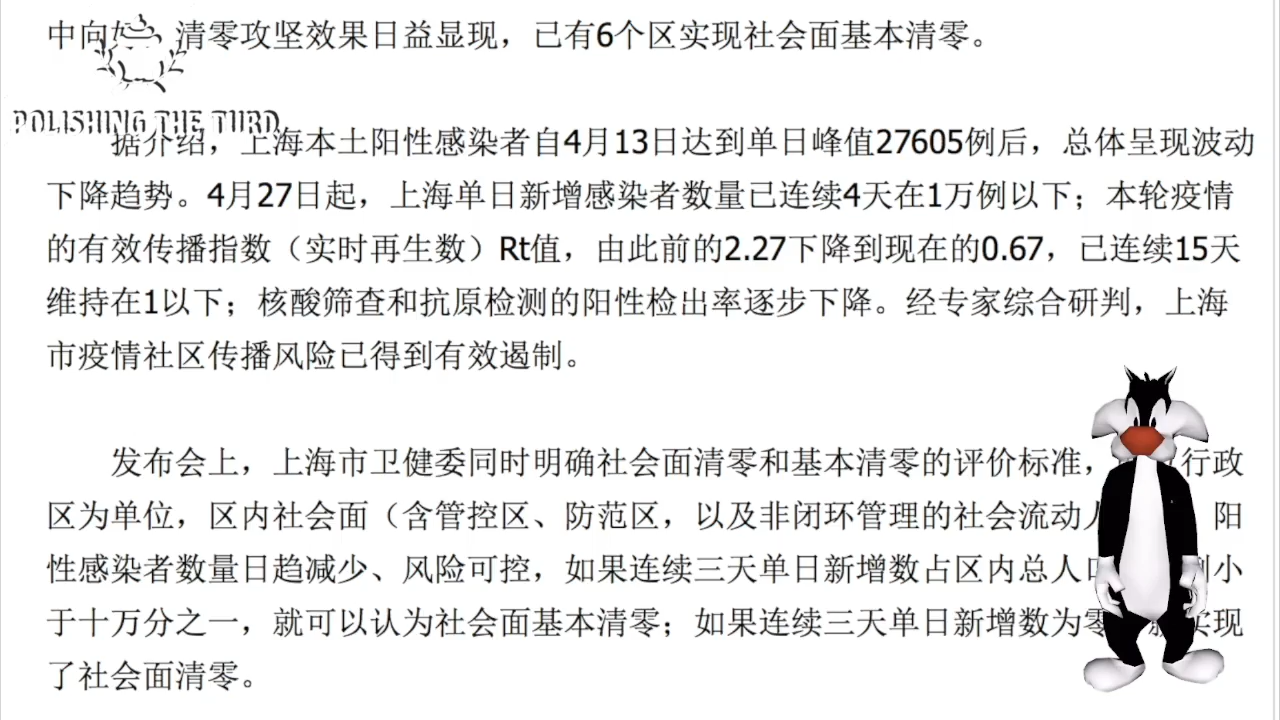 中向 清零攻坚效果日益显现，已有6个区实现社会面基本清零。
POLISHING THE TURD
据介绍，上海本土阳性感染者自4月13日达到单日峰值27605例后，总体呈现波动
下降趋势。4月27日起，上海单日新增感染者数量已连续4天在1万例以下；本轮疫情
的有效传播指数（实时再生数）Rt值，由此前的2.27下降到现在的0.67，已连续15天
维持在1以下；核酸筛查和抗原检测的阳性检出率逐步下降。经专家综合研判，上海
市疫情社区传播风险已得到有效遏制。
发布会上，上海市卫健委同时明确社会面清零和基本清零的评价标准， 行政
区为单位，区内社会面（含管控区、防范区，以及非闭环管理的社会流动 阳
性感染者数量日趋减少、风险可控，如果连续三天单日新增数占区内总人 小
于十万分之一，就可以认为社会面基本清零；如果连续三天单日新增数为零 实现
了社会面清零。